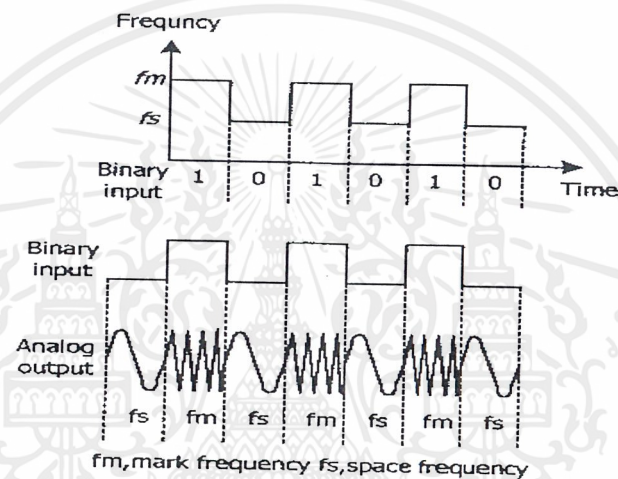 Frequncy
fm
fs
Binary input 1 0 1 0 1 0 Time
Binary input
Analog output
fs fm fs fm fs fm fs
fm,mark frequency fs,space frequency